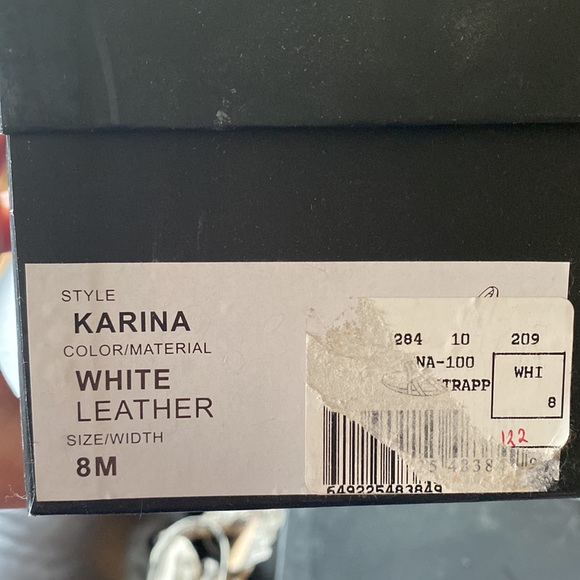 STYLE
KARINA
COLOR/MATERIAL
WHITE
LEATHER
SIZE/WIDTH
8M
284 10 209
NA-100
TRAPP
WHI
8
122
649225483849